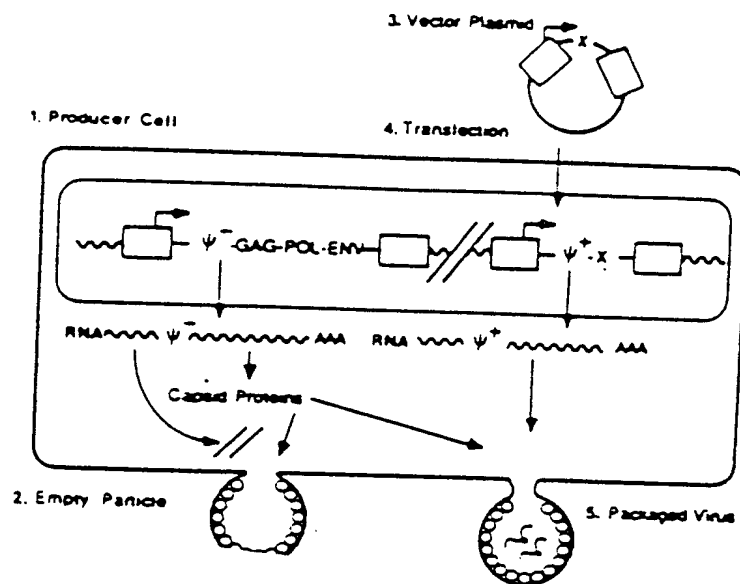 3. Vector Plasmid
X
1. Producer Cell
4. Transfection
Ψ⁻-GAG-POL-ENV
Ψ⁺-X
RNA Ψ⁻ AAA
RNA Ψ⁺ AAA
Capsid Proteins
2. Empty Particle
5. Packaged Virus